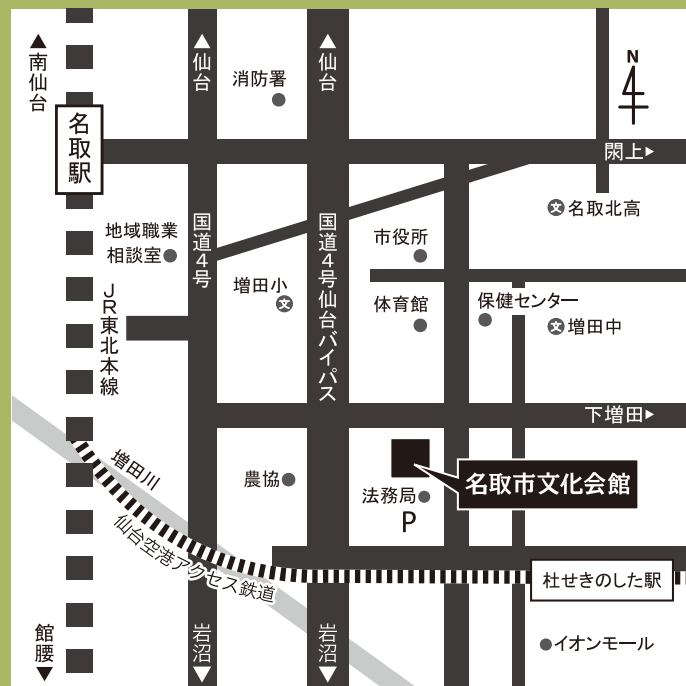 ▲南仙台
▲仙台
消防署
▲仙台
N
名取駅
閖上▶
名取北高
文
地域職業
相談室
国道4号
国道4号仙台バイパス
市役所
増田小
文
JR東北本線
体育館
保健センター
文
増田中
下増田▶
増田川
農協
法務局
P
名取市文化会館
仙台空港アクセス鉄道
杜せきのした駅
館腰▼
岩沼▼
岩沼▼
イオンモール